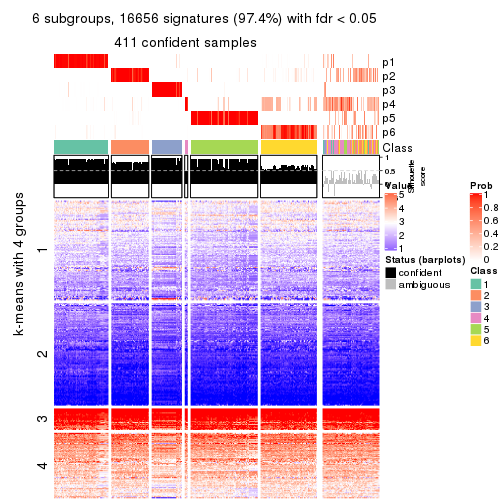 6 subgroups, 16656 signatures (97.4%) with fdr < 0.05
411 confident samples
p1
p2
p3
p4
p5
p6
Class
1
0.5
0
Silhouette
score
k-means with 4 groups
1
2
3
4
Value
5
4
3
2
1
Status (barplots)
confident
ambiguous
Prob
1
0.8
0.6
0.4
0.2
0
Class
1
2
3
4
5
6